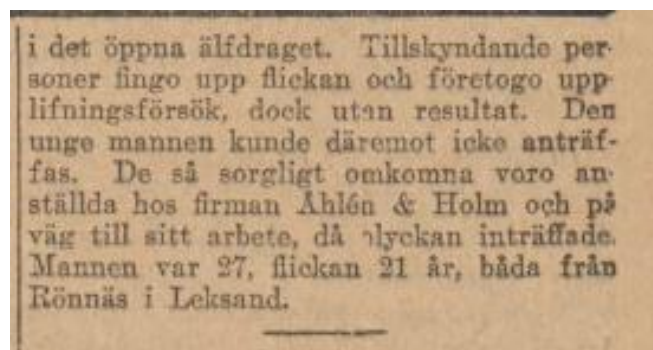 i det öppna älfdraget. Tillskyndande per-
soner fingo upp flickan och företogo upp-
lifningsförsök, dock utan resultat. Den
unge mannen kunde däremot icke anträf-
fas. De så sorgligt omkomna voro an-
ställda hos firman Åhlén & Holm och på
väg till sitt arbete, då olyckan inträffade.
Mannen var 27, flickan 21 år, båda från
Rönnäs i Leksand.